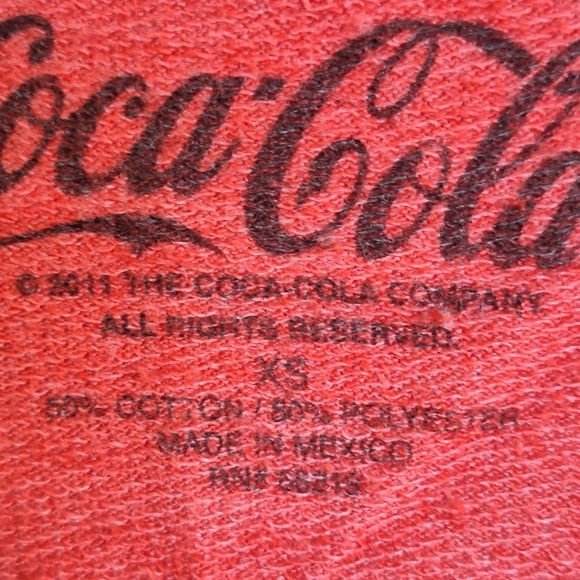 Coca-Cola
© 2011 THE COCA-COLA COMPANY.
ALL RIGHTS RESERVED.
XS
50% COTTON / 50% POLYESTER
MADE IN MEXICO
RN#